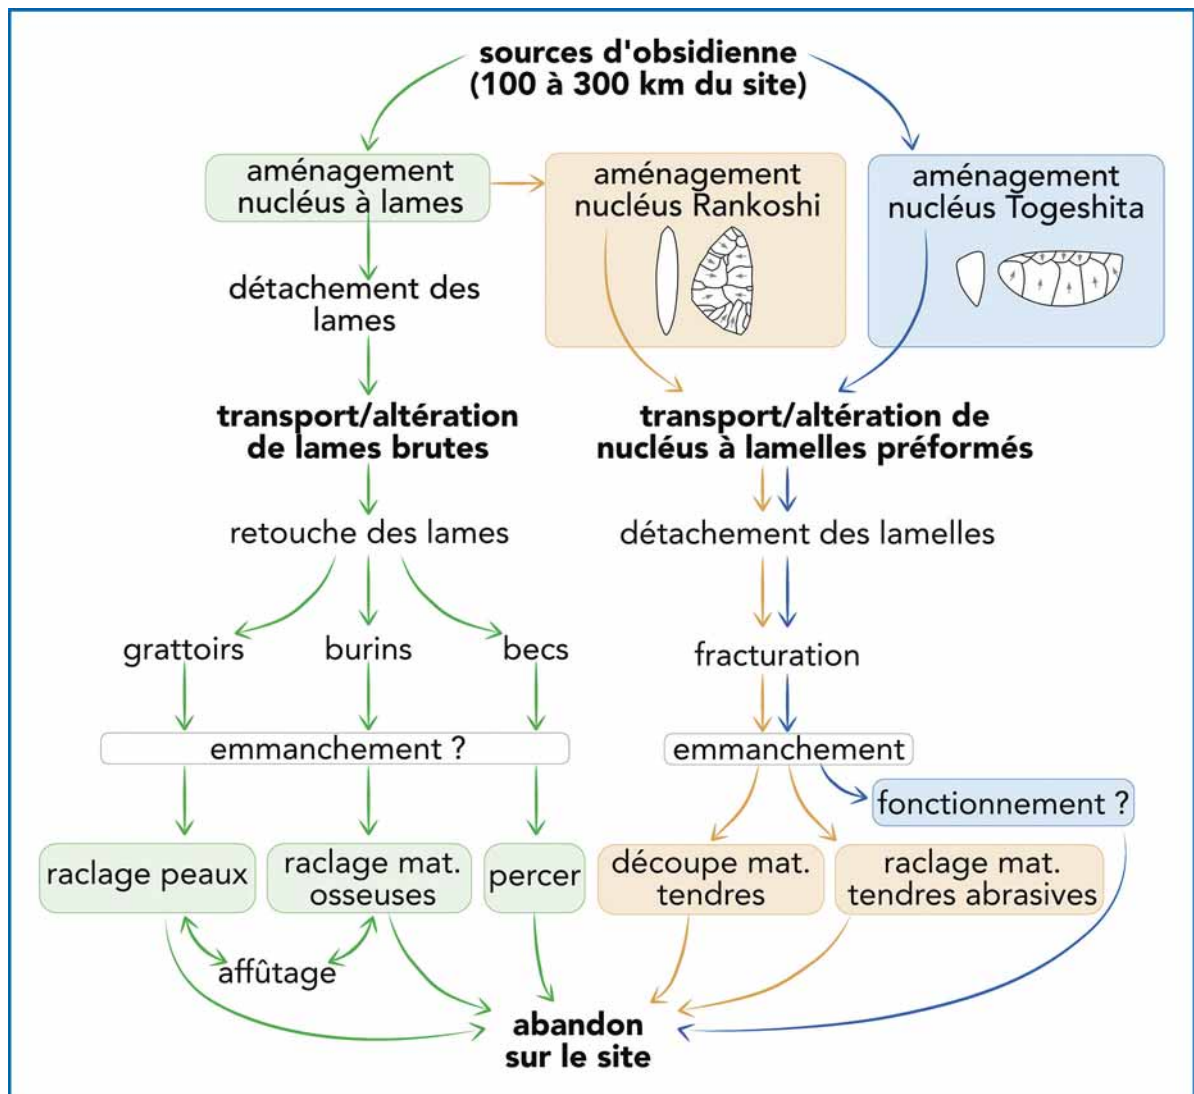 sources d'obsidienne
(100 à 300 km du site)
aménagement
nucléus à lames
aménagement
nucléus Rankoshi
aménagement
nucléus Togeshita
détachement des
lames
transport/altération
de lames brutes
transport/altération de
nucléus à lamelles préformés
retouche des lames
détachement des lamelles
grattoirs
burins
becs
fracturation
emmanchement ?
emmanchement
fonctionnement ?
raclage peaux
raclage mat.
osseuses
percer
découpe mat.
tendres
raclage mat.
tendres abrasives
affûtage
abandon
sur le site